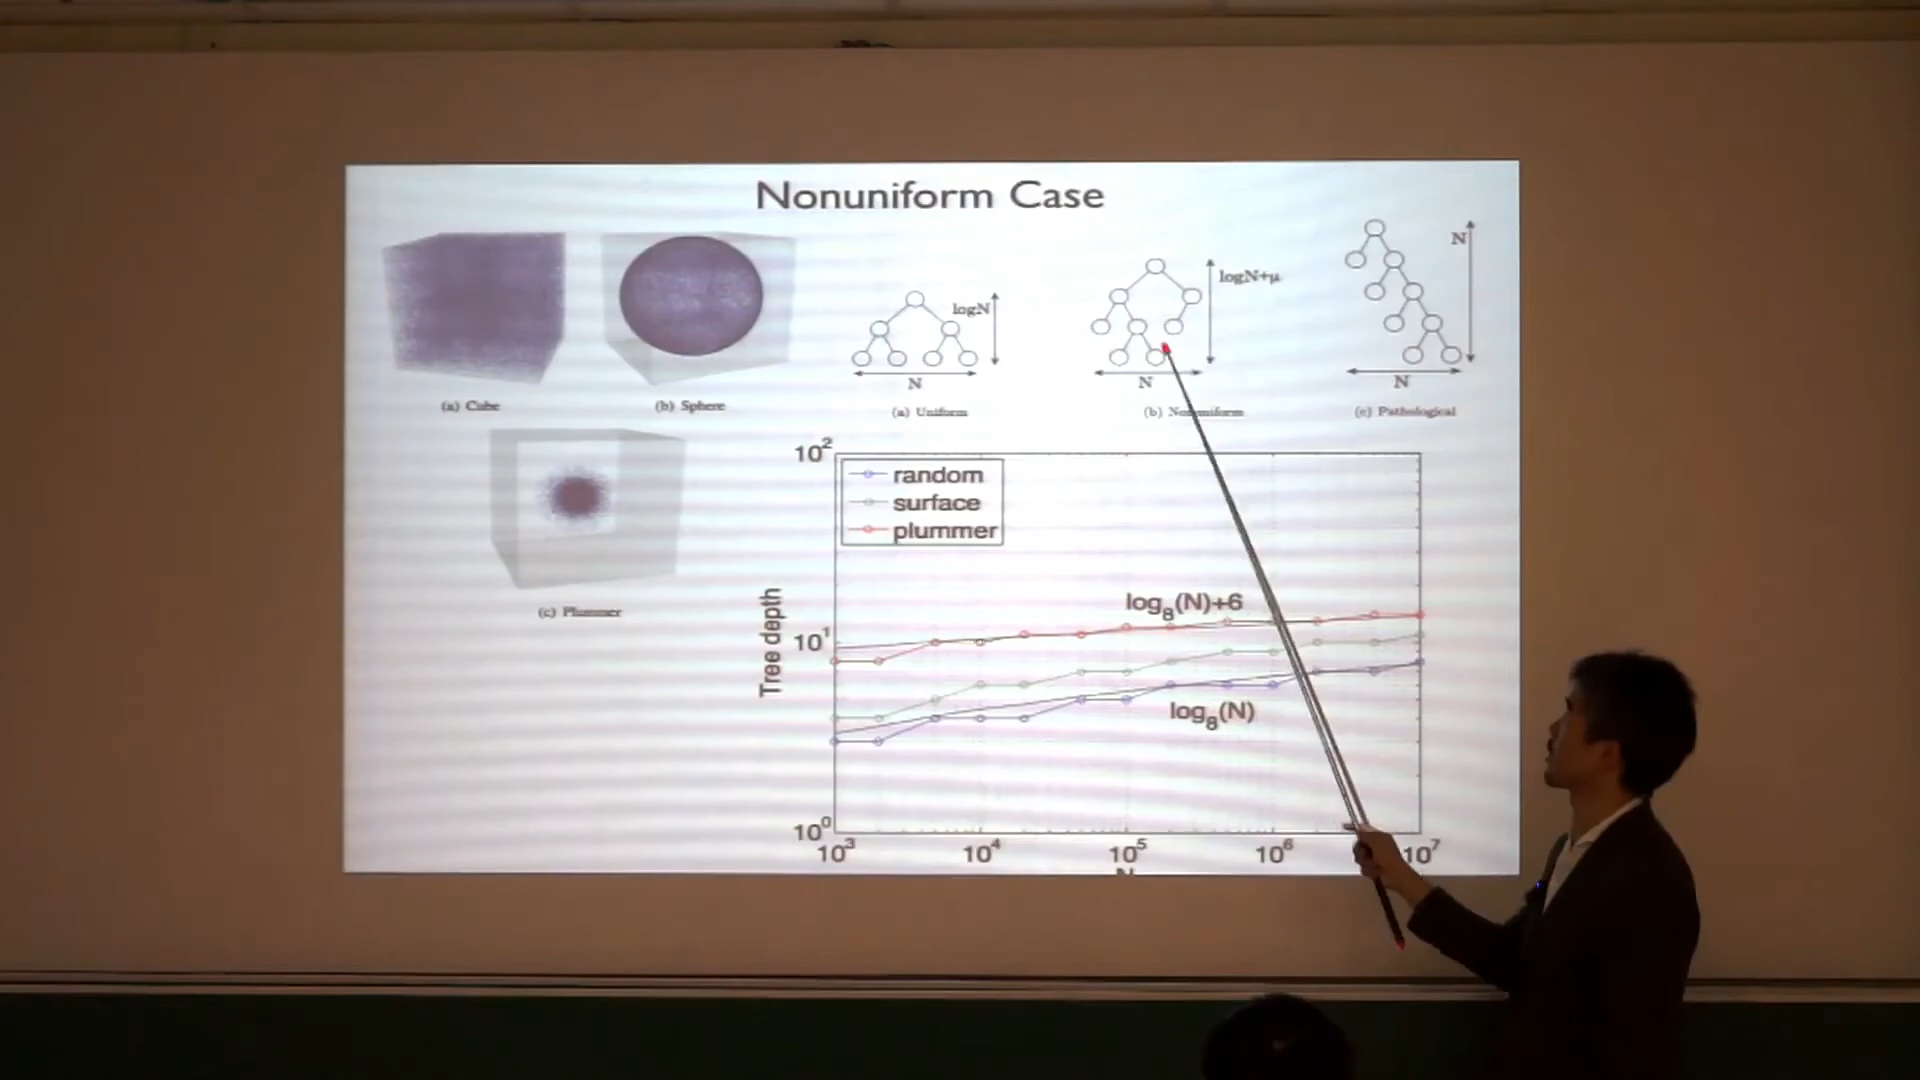 Nonuniform Case
(a) Cube
(b) Sphere
(c) Plummer
logN
N
(a) Uniform
logN+μ
N
(b) Nonuniform
N
N
(c) Pathological
10²
10¹
10⁰
Tree depth
random
surface
plummer
log₈(N)+6
log₈(N)
10³ 10⁴ 10⁵ 10⁶ 10⁷
N